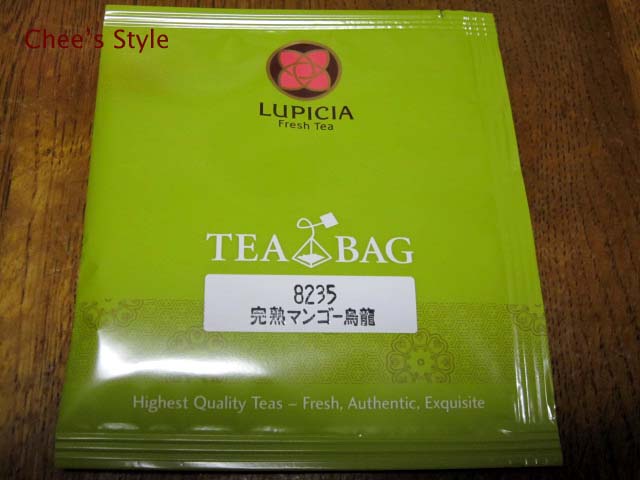 Chee's Style
LUPICIA
Fresh Tea
TEA BAG
8235
完熟マンゴー烏龍
Highest Quality Teas – Fresh, Authentic, Exquisite